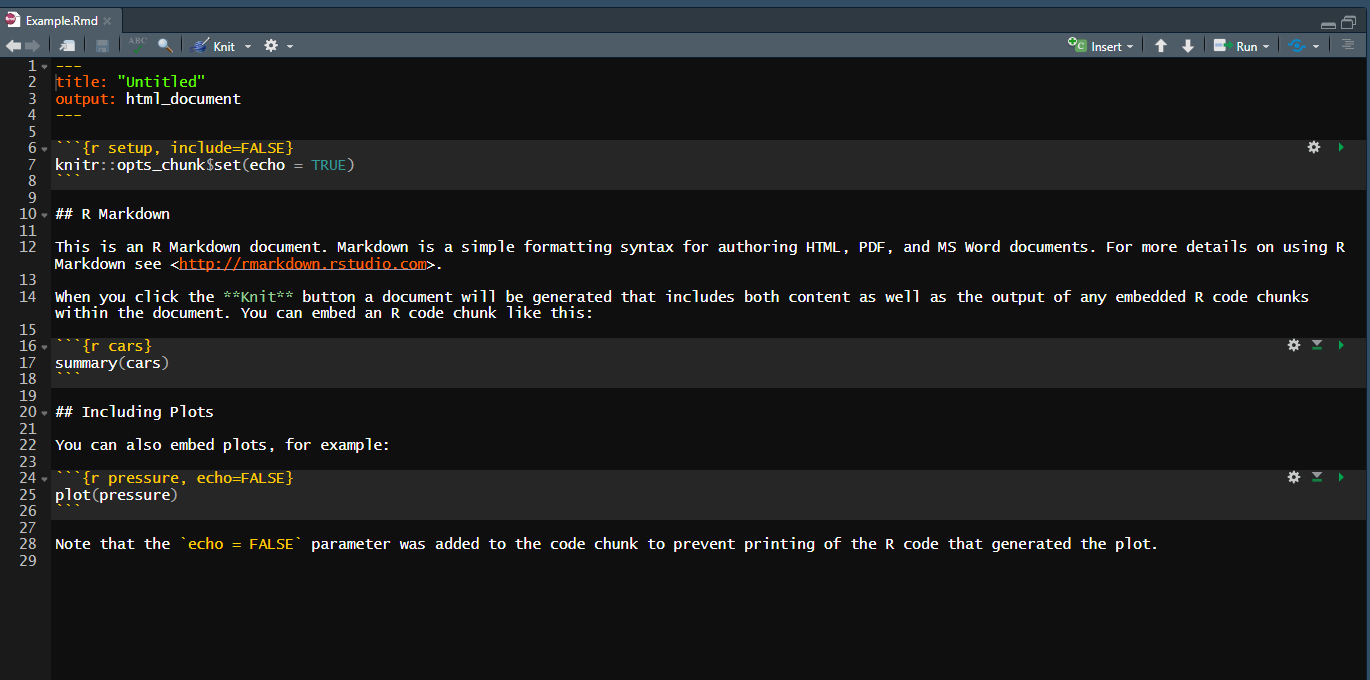 Example.Rmd
ABC Knit Insert Run
1 ---
2 title: "Untitled"
3 output: html_document
4 ---
5
6 ```{r setup, include=FALSE}
7 knitr::opts_chunk$set(echo = TRUE)
8 ```
9
10 ## R Markdown
11
12 This is an R Markdown document. Markdown is a simple formatting syntax for authoring HTML, PDF, and MS Word documents. For more details on using R
Markdown see <http://rmarkdown.rstudio.com>.
13
14 When you click the **Knit** button a document will be generated that includes both content as well as the output of any embedded R code chunks
within the document. You can embed an R code chunk like this:
15
16 ```{r cars}
17 summary(cars)
18 ```
19
20 ## Including Plots
21
22 You can also embed plots, for example:
23
24 ```{r pressure, echo=FALSE}
25 plot(pressure)
26 ```
27
28 Note that the `echo = FALSE` parameter was added to the code chunk to prevent printing of the R code that generated the plot.
29